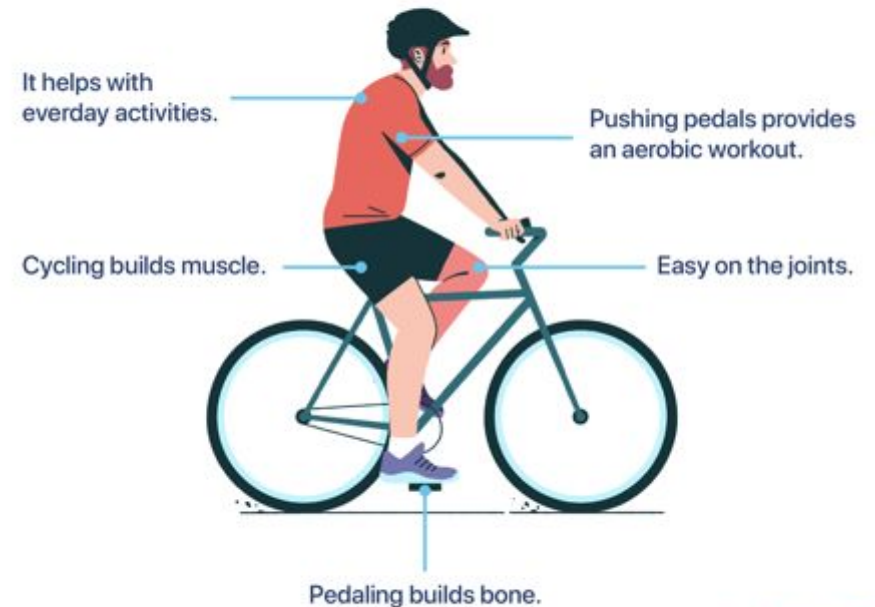 It helps with
everday activities.
Pushing pedals provides
an aerobic workout.
Cycling builds muscle.
Easy on the joints.
Pedaling builds bone.